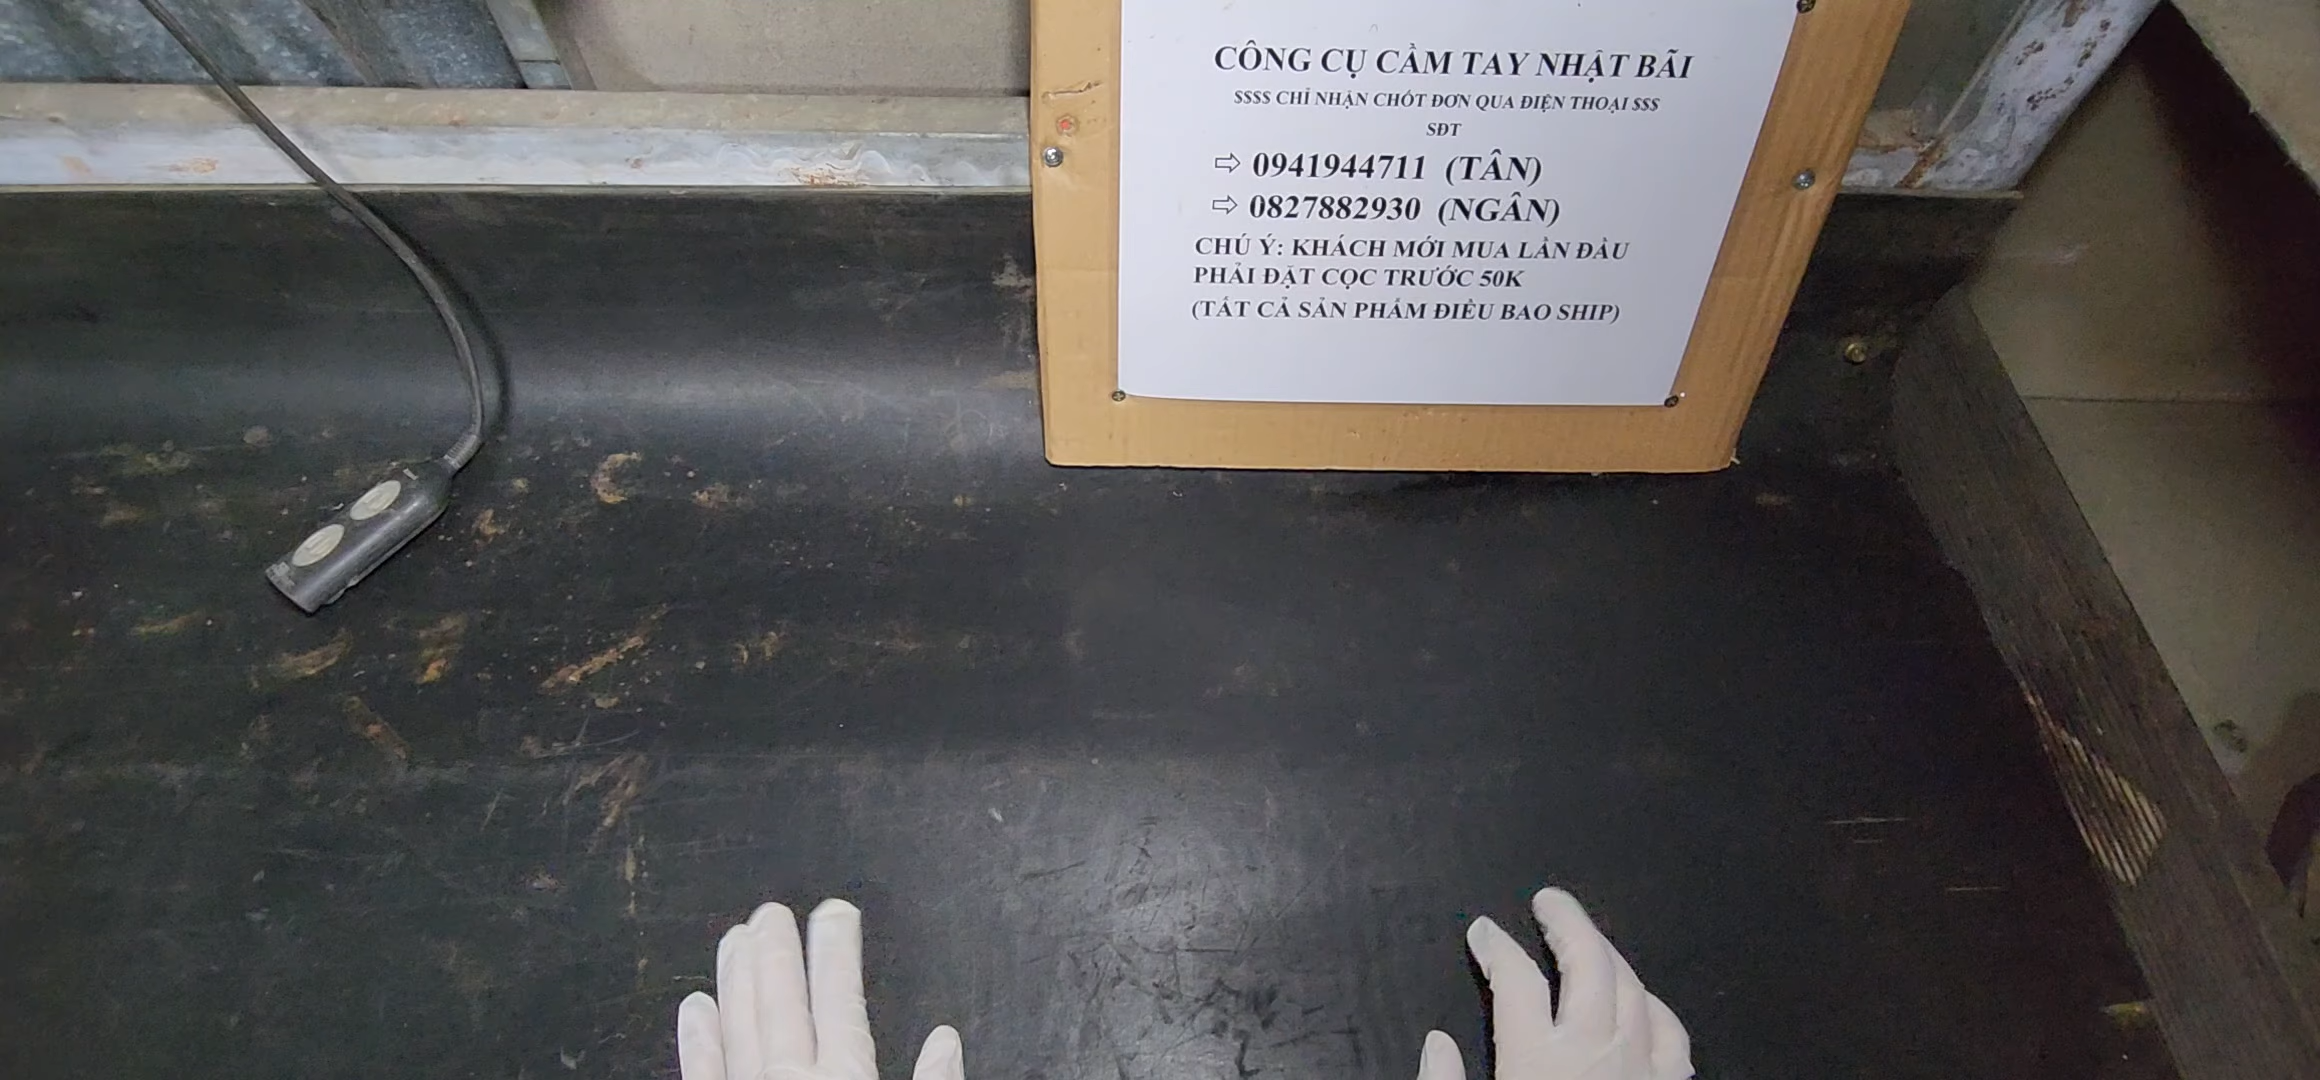 CÔNG CỤ CẦM TAY NHẬT BÃI
$$$$ CHỈ NHẬN CHỐT ĐƠN QUA ĐIỆN THOẠI $$$
SĐT
⇨ 0941944711 (TÂN)
⇨ 0827882930 (NGÂN)
CHÚ Ý: KHÁCH MỚI MUA LẦN ĐẦU
PHẢI ĐẶT CỌC TRƯỚC 50K
(TẤT CẢ SẢN PHẨM ĐIỀU BAO SHIP)